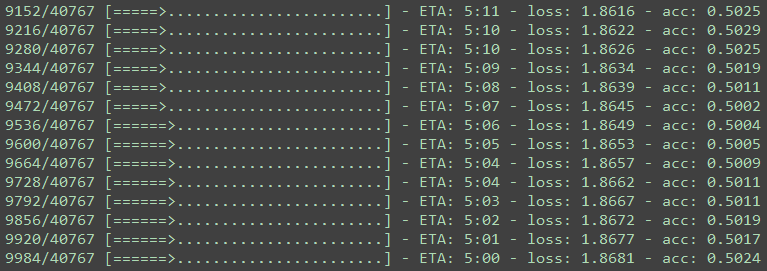 9152/40767 [=====>........................] - ETA: 5:11 - loss: 1.8616 - acc: 0.5025
9216/40767 [=====>........................] - ETA: 5:10 - loss: 1.8622 - acc: 0.5029
9280/40767 [=====>........................] - ETA: 5:10 - loss: 1.8626 - acc: 0.5025
9344/40767 [=====>........................] - ETA: 5:09 - loss: 1.8634 - acc: 0.5019
9408/40767 [=====>........................] - ETA: 5:08 - loss: 1.8639 - acc: 0.5011
9472/40767 [=====>........................] - ETA: 5:07 - loss: 1.8645 - acc: 0.5002
9536/40767 [======>.......................] - ETA: 5:06 - loss: 1.8649 - acc: 0.5004
9600/40767 [======>.......................] - ETA: 5:05 - loss: 1.8653 - acc: 0.5005
9664/40767 [======>.......................] - ETA: 5:04 - loss: 1.8657 - acc: 0.5009
9728/40767 [======>.......................] - ETA: 5:04 - loss: 1.8662 - acc: 0.5011
9792/40767 [======>.......................] - ETA: 5:03 - loss: 1.8667 - acc: 0.5011
9856/40767 [======>.......................] - ETA: 5:02 - loss: 1.8672 - acc: 0.5019
9920/40767 [======>.......................] - ETA: 5:01 - loss: 1.8677 - acc: 0.5017
9984/40767 [======>.......................] - ETA: 5:00 - loss: 1.8681 - acc: 0.5024